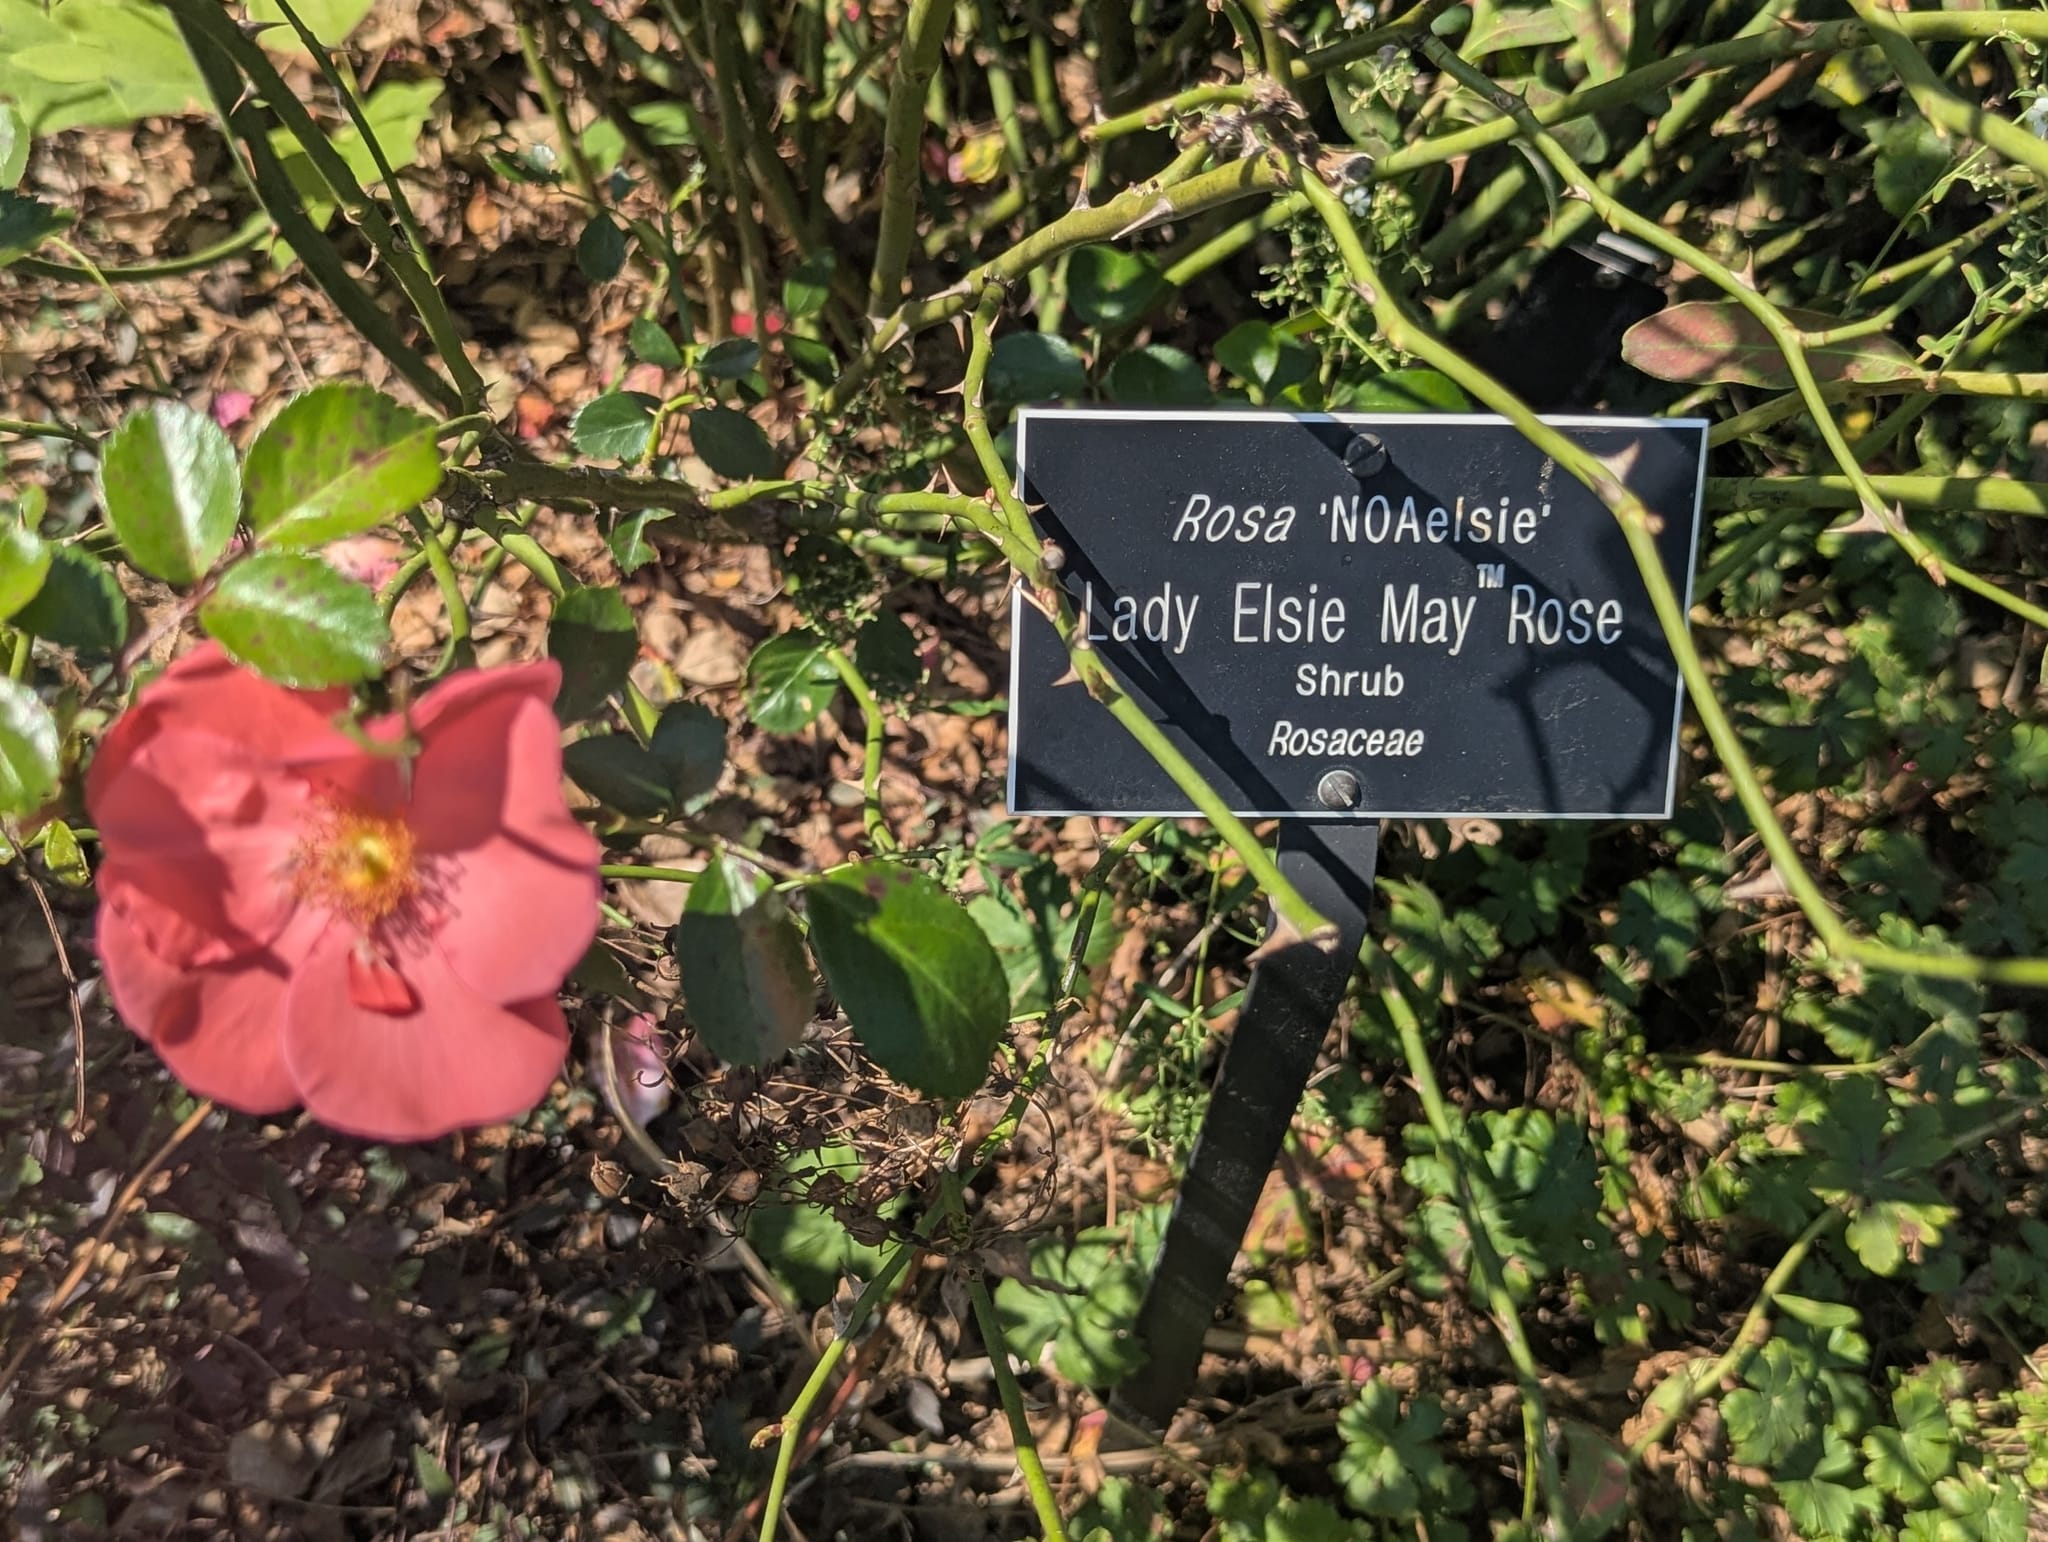 Rosa 'NOAelsie'
Lady Elsie May™ Rose
Shrub
Rosaceae